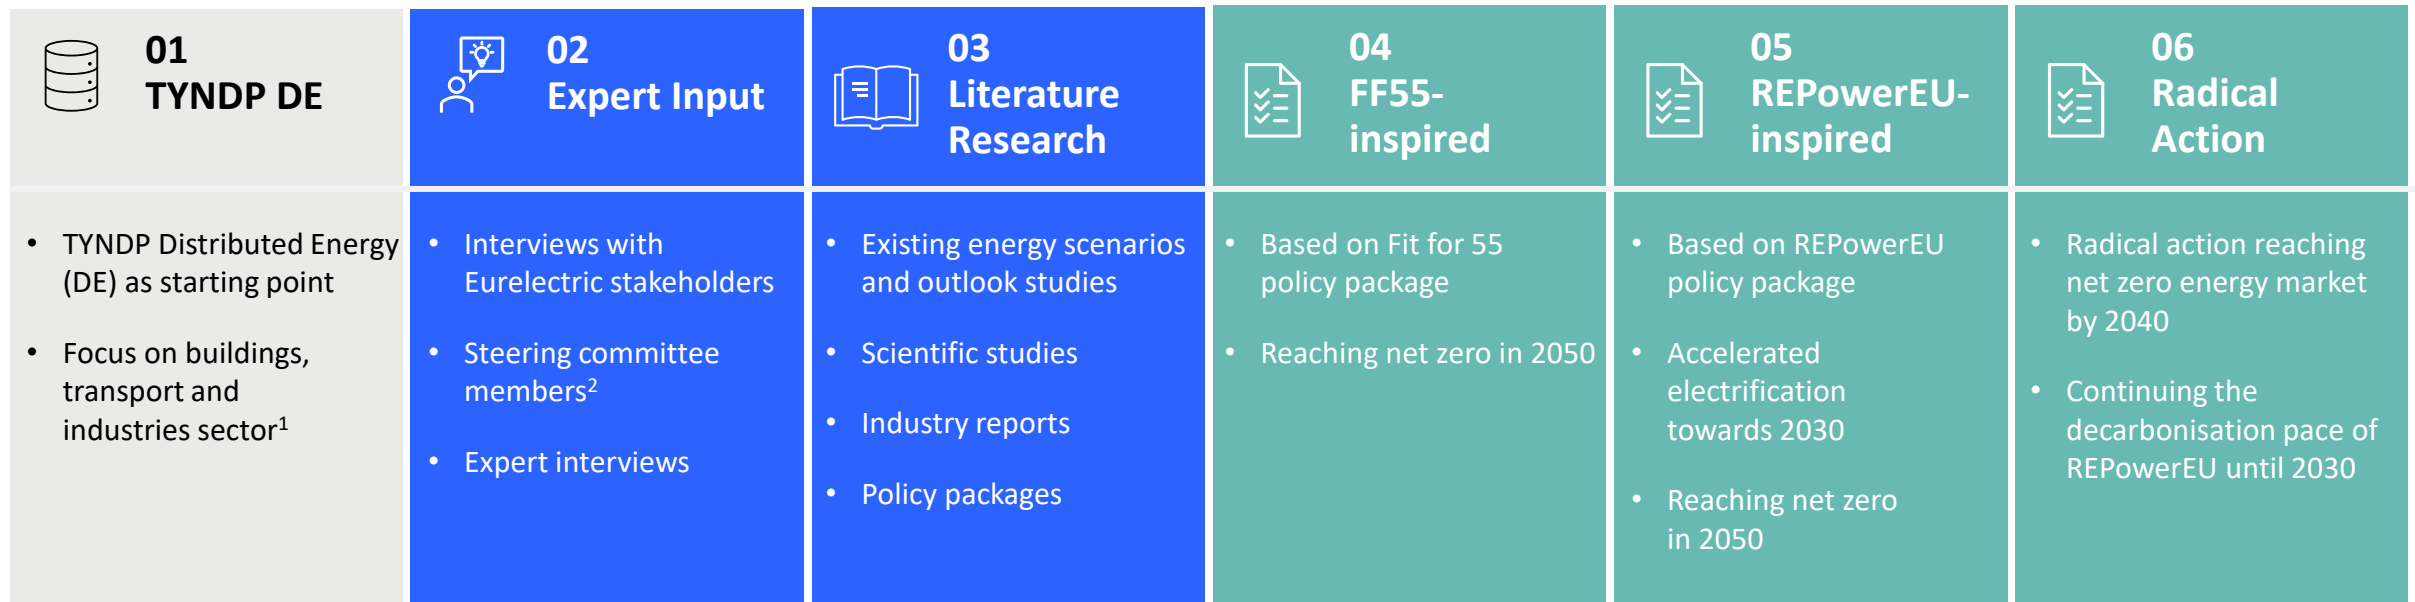 01
TYNDP DE
• TYNDP Distributed Energy
(DE) as starting point
• Focus on buildings,
transport and
industries sector¹
02
Expert Input
• Interviews with
Eurelectric stakeholders
• Steering committee
members²
• Expert interviews
03
Literature
Research
• Existing energy scenarios
and outlook studies
• Scientific studies
• Industry reports
• Policy packages
04
FF55-
inspired
• Based on Fit for 55
policy package
• Reaching net zero in 2050
05
REPowerEU-
inspired
• Based on REPowerEU
policy package
• Accelerated
electrification
towards 2030
• Reaching net zero
in 2050
06
Radical
Action
• Radical action reaching
net zero energy market
by 2040
• Continuing the
decarbonisation pace of
REPowerEU until 2030